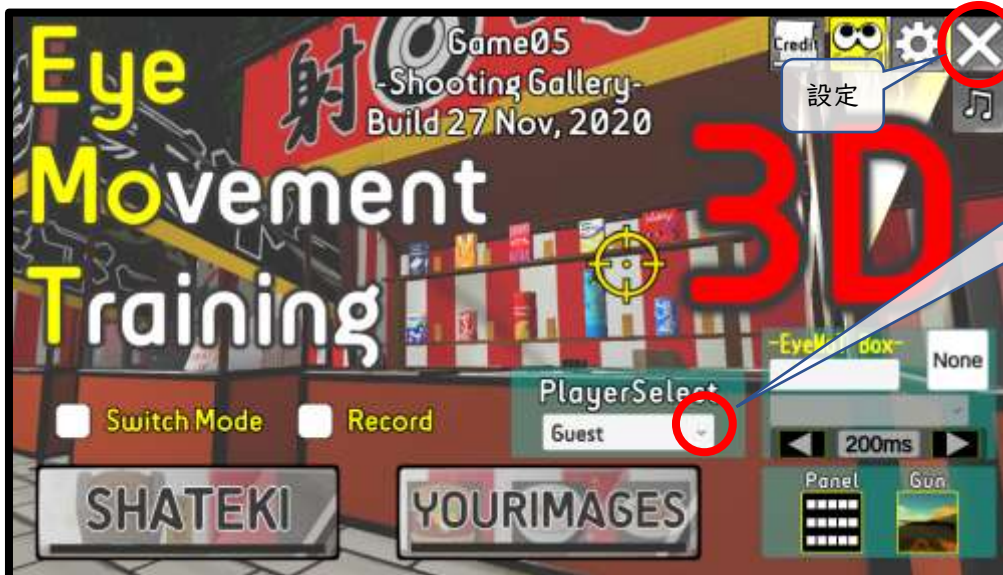 Eye
Movement
Training
3D
射
Game05
-Shooting Gallery-
Build 27 Nov, 2020
Credit
設定
PlayerSelect
Guest
None
200ms
Switch Mode
Record
Panel
Gun
SHATEKI
YOURIMAGES